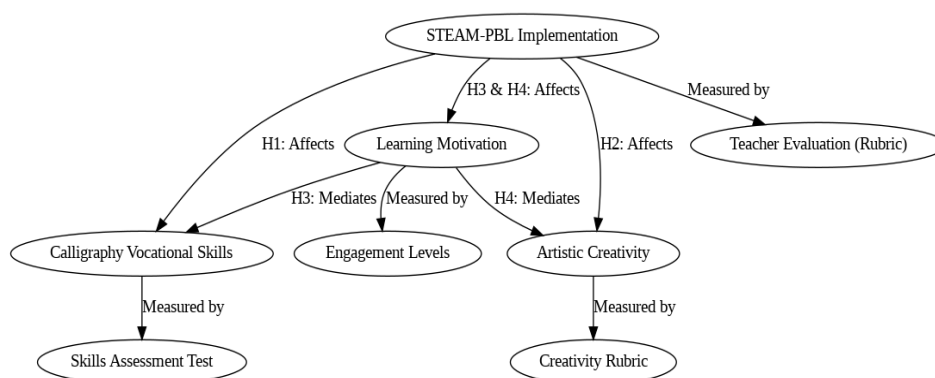 STEAM-PBL Implementation
H3 & H4: Affects
Measured by
H1: Affects
Learning Motivation
H2: Affects
Teacher Evaluation (Rubric)
H3: Mediates
Measured by
H4: Mediates
Calligraphy Vocational Skills
Engagement Levels
Artistic Creativity
Measured by
Measured by
Skills Assessment Test
Creativity Rubric